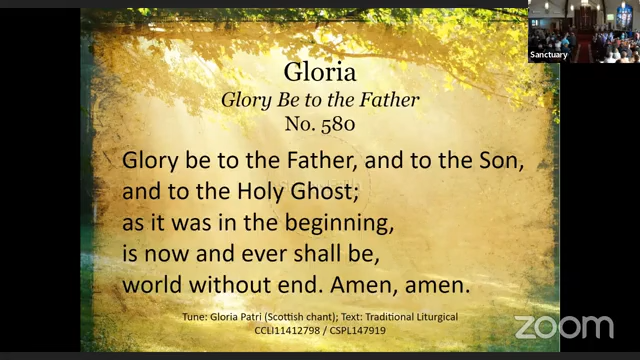 Gloria
Glory Be to the Father
No. 580
Glory be to the Father, and to the Son,
and to the Holy Ghost;
as it was in the beginning,
is now and ever shall be,
world without end. Amen, amen.
Tune: Gloria Patri (Scottish chant); Text: Traditional Liturgical
CCLI11412798 / CSPL147919
Sanctuary
zoom